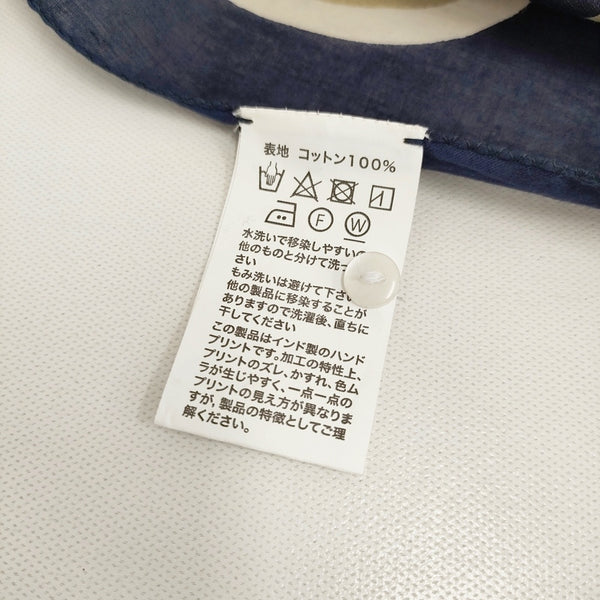 表地 コットン100%
F W
水洗いで移染しやすいの
他のものと分けて洗っ
さい
もみ洗いは避けて下さい
他の製品に移染することが
ありますので洗濯後、直ちに
干してください
この製品はインド製のハンド
プリントです。加工の特性上、
プリントのズレ、かすれ、色ム
ラが生じやすく、一点一点の
プリントの見え方が異なりま
すが、製品の特徴としてご理
解ください。